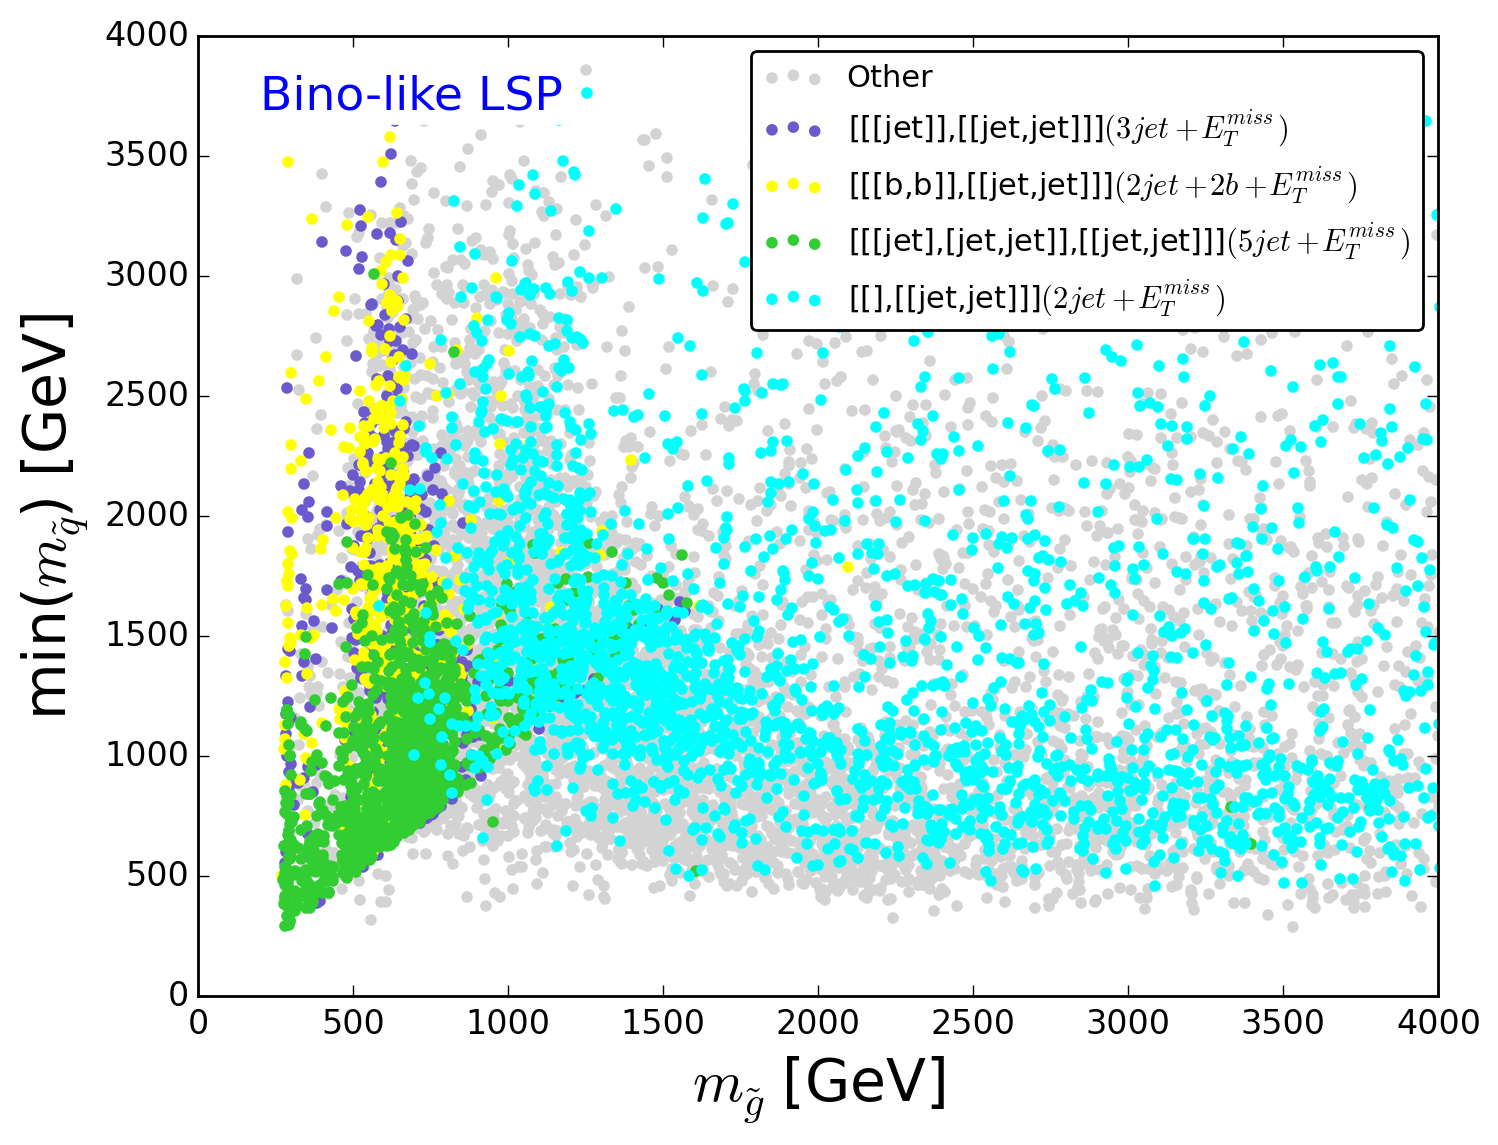 4000
3500
3000
2500
2000
1500
1000
500
0
min(m_q̃) [GeV]
Bino-like LSP
Other
[[[jet]],[[jet,jet]]](3jet+E_T^miss)
[[[b,b]],[[jet,jet]]](2jet+2b+E_T^miss)
[[[jet],[jet,jet]],[[jet,jet]]](5jet+E_T^miss)
[[],[[jet,jet]]](2jet+E_T^miss)
0 500 1000 1500 2000 2500 3000 3500 4000
m_g̃ [GeV]